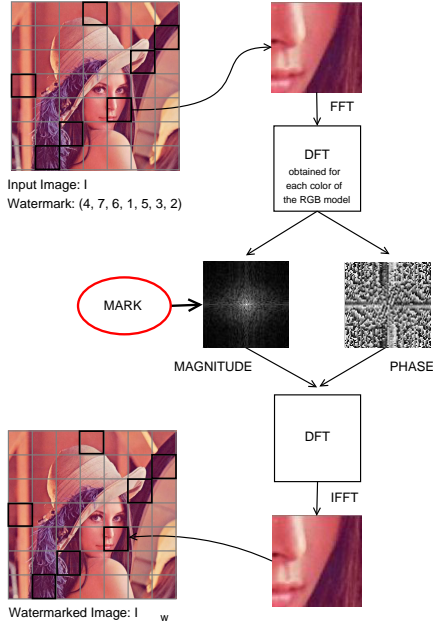 FFT
DFT
obtained for
each color of
the RGB model
Input Image: I
Watermark: (4, 7, 6, 1, 5, 3, 2)
MARK
MAGNITUDE
PHASE
DFT
IFFT
Watermarked Image: I w